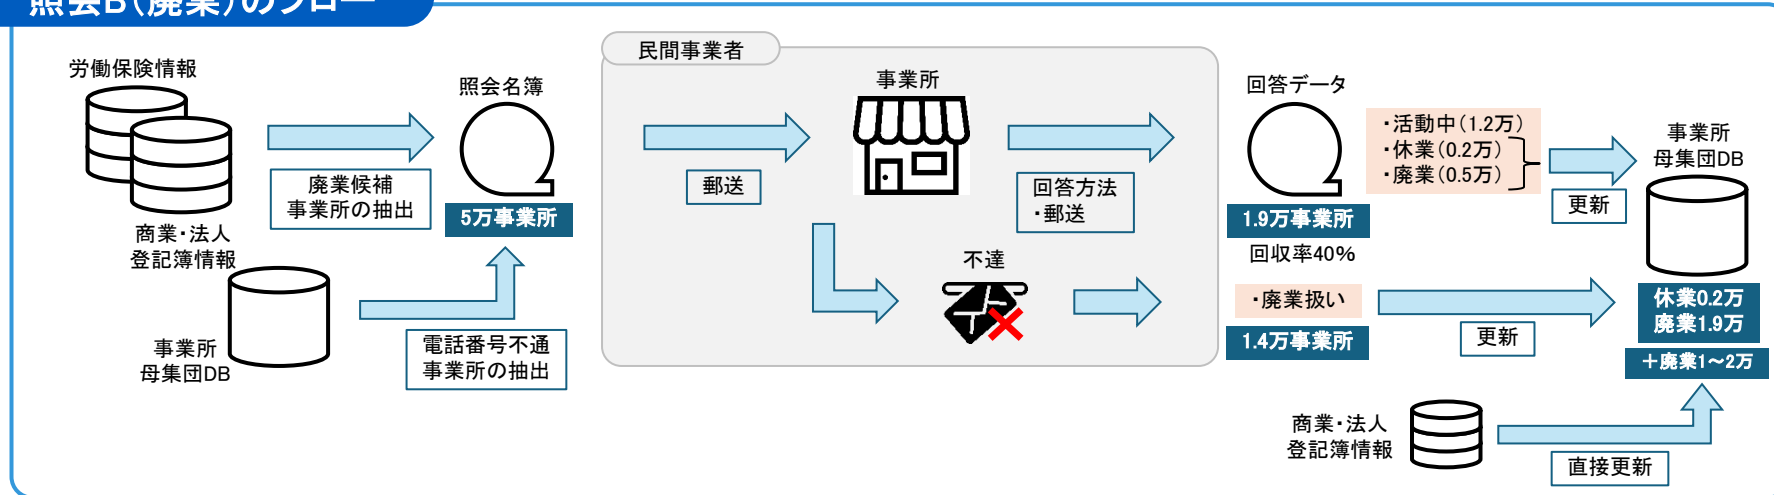 照会B（廃業）のフロー
労働保険情報
商業・法人
登記簿情報
廃業候補
事業所の抽出
照会名簿
5万事業所
事業所
母集団DB
電話番号不通
事業所の抽出
民間事業者
郵送
事業所
回答方法
・郵送
不達
回答データ
1.9万事業所
回収率40%
・活動中（1.2万）
・休業（0.2万）
・廃業（0.5万）
更新
・廃業扱い
1.4万事業所
更新
事業所
母集団DB
休業0.2万
廃業1.9万
＋廃業1～2万
商業・法人
登記簿情報
直接更新